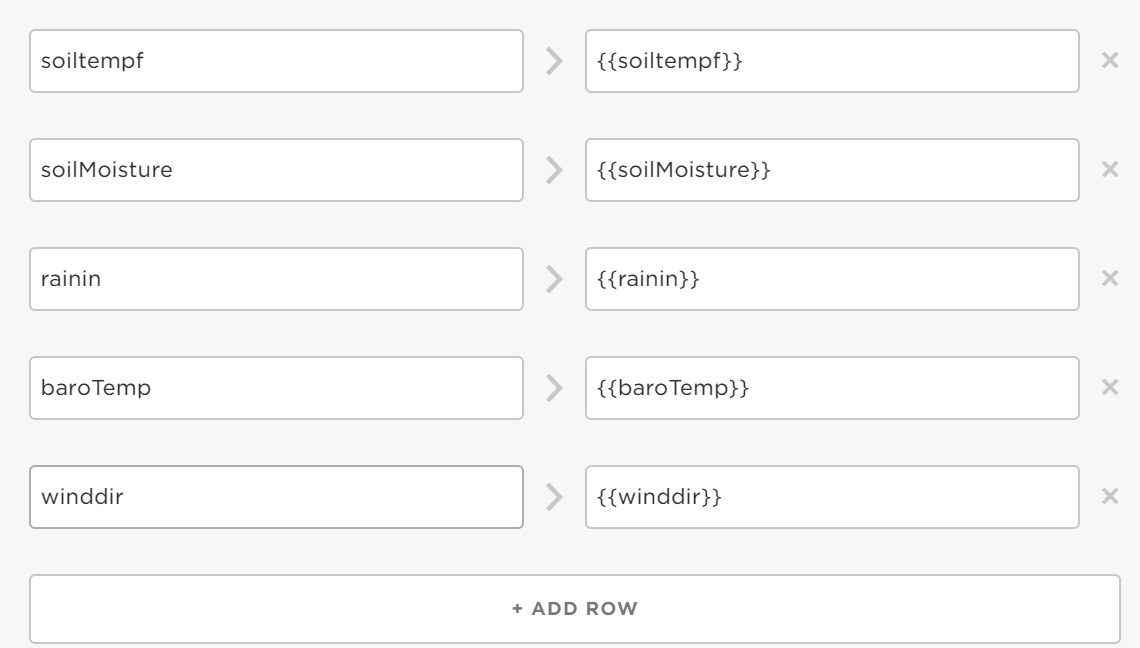 soiltempf {{soiltempf}}
soilMoisture {{soilMoisture}}
rainin {{rainin}}
baroTemp {{baroTemp}}
winddir {{winddir}}
+ ADD ROW